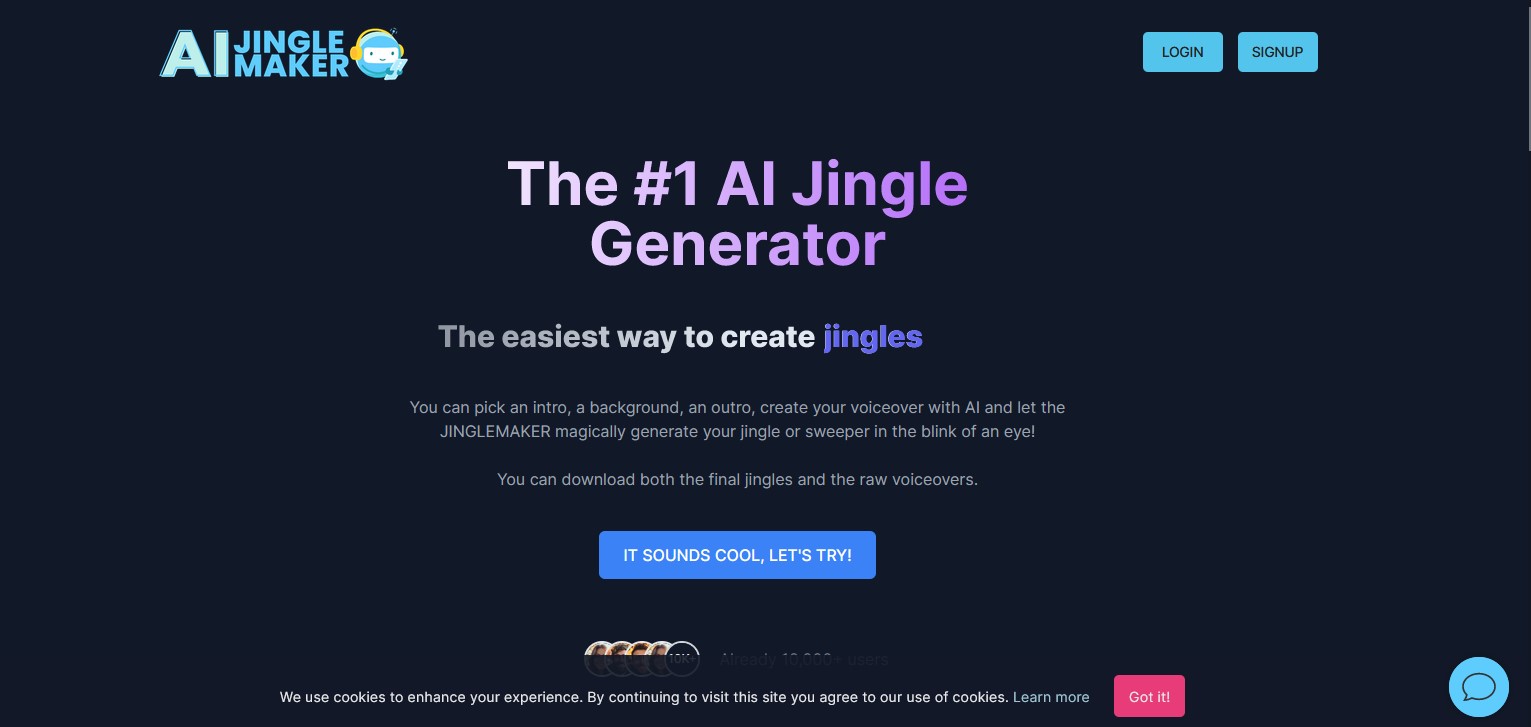 AI JINGLE MAKER
LOGIN
SIGNUP
The #1 AI Jingle
Generator
The easiest way to create jingles
You can pick an intro, a background, an outro, create your voiceover with AI and let the
JINGLEMAKER magically generate your jingle or sweeper in the blink of an eye!
You can download both the final jingles and the raw voiceovers.
IT SOUNDS COOL, LET'S TRY!
10K+
Already 10,000+ users
We use cookies to enhance your experience. By continuing to visit this site you agree to our use of cookies. Learn more
Got it!